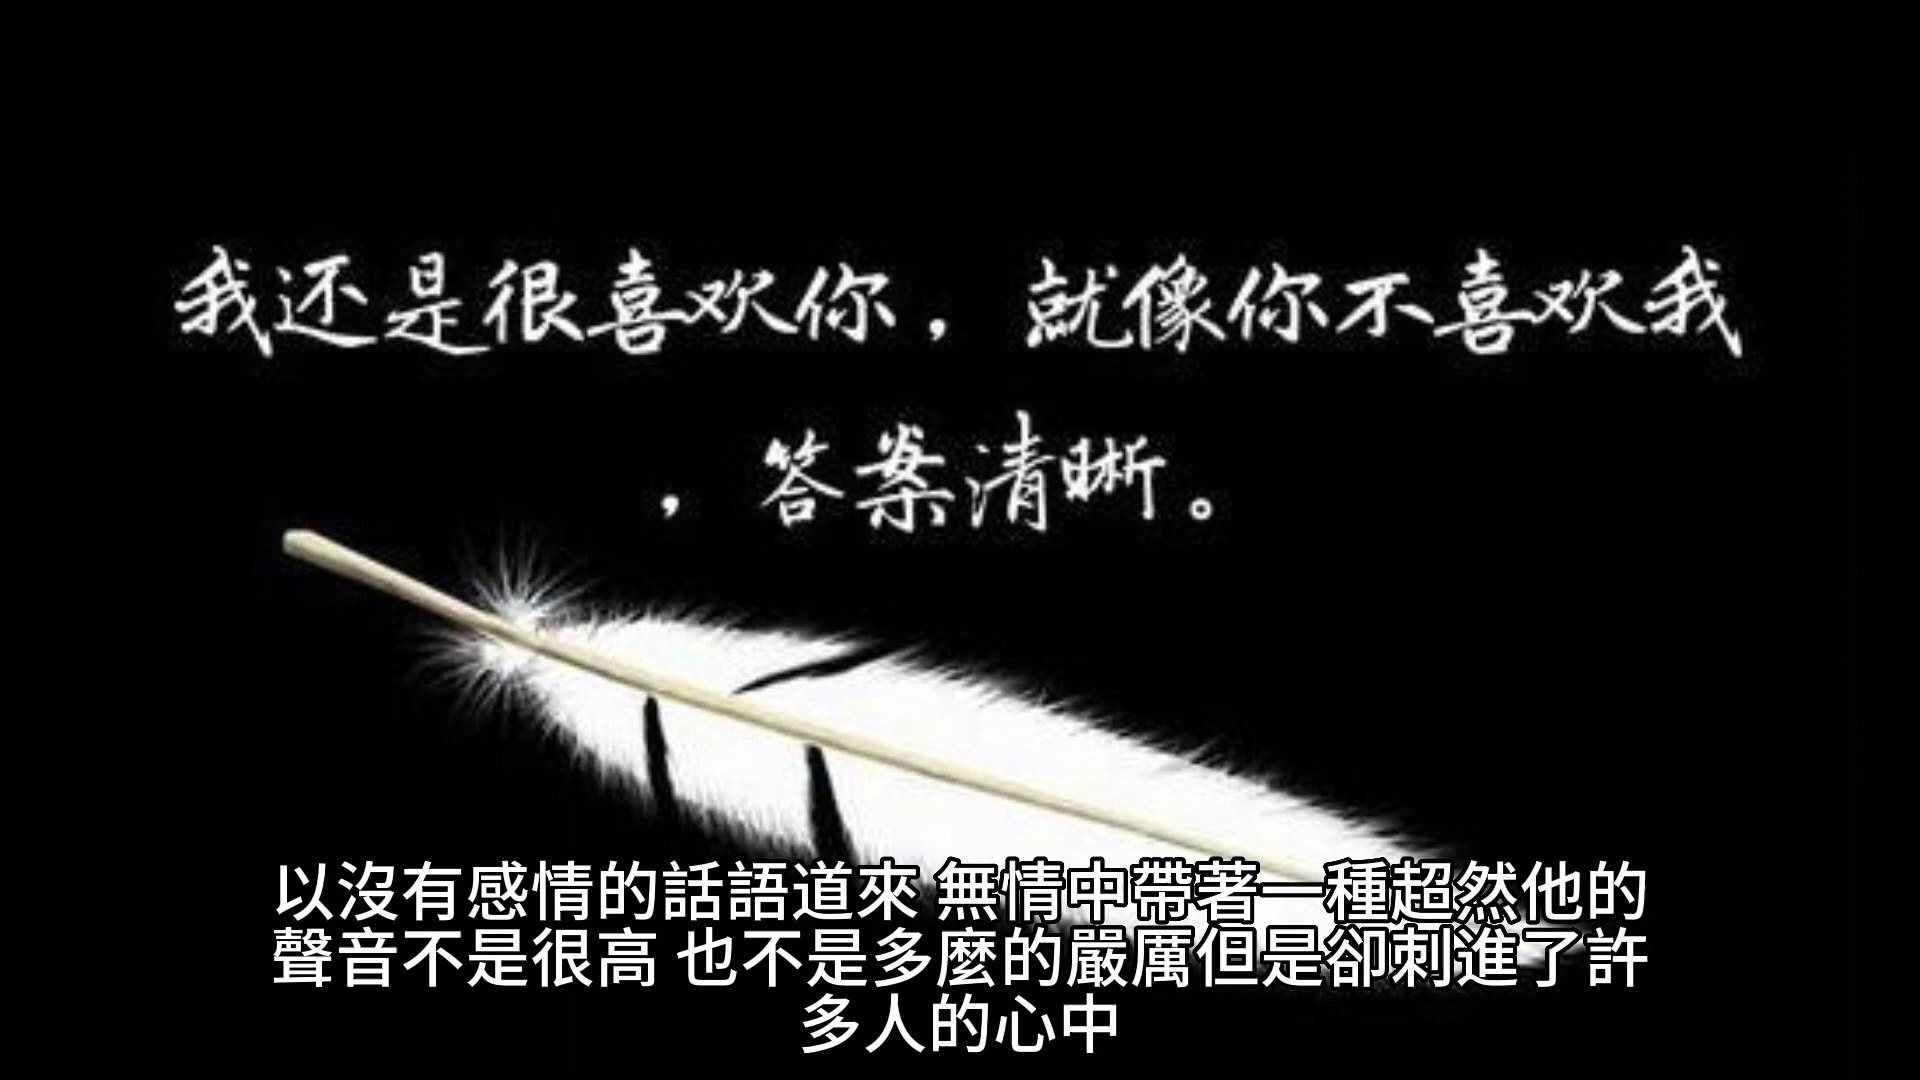 我还是很喜欢你，就像你不喜欢我
，答案清晰。
以沒有感情的話語道來 無情中帶著一種超然他的
聲音不是很高 也不是多麼的嚴厲但是卻刺進了許
多人的心中